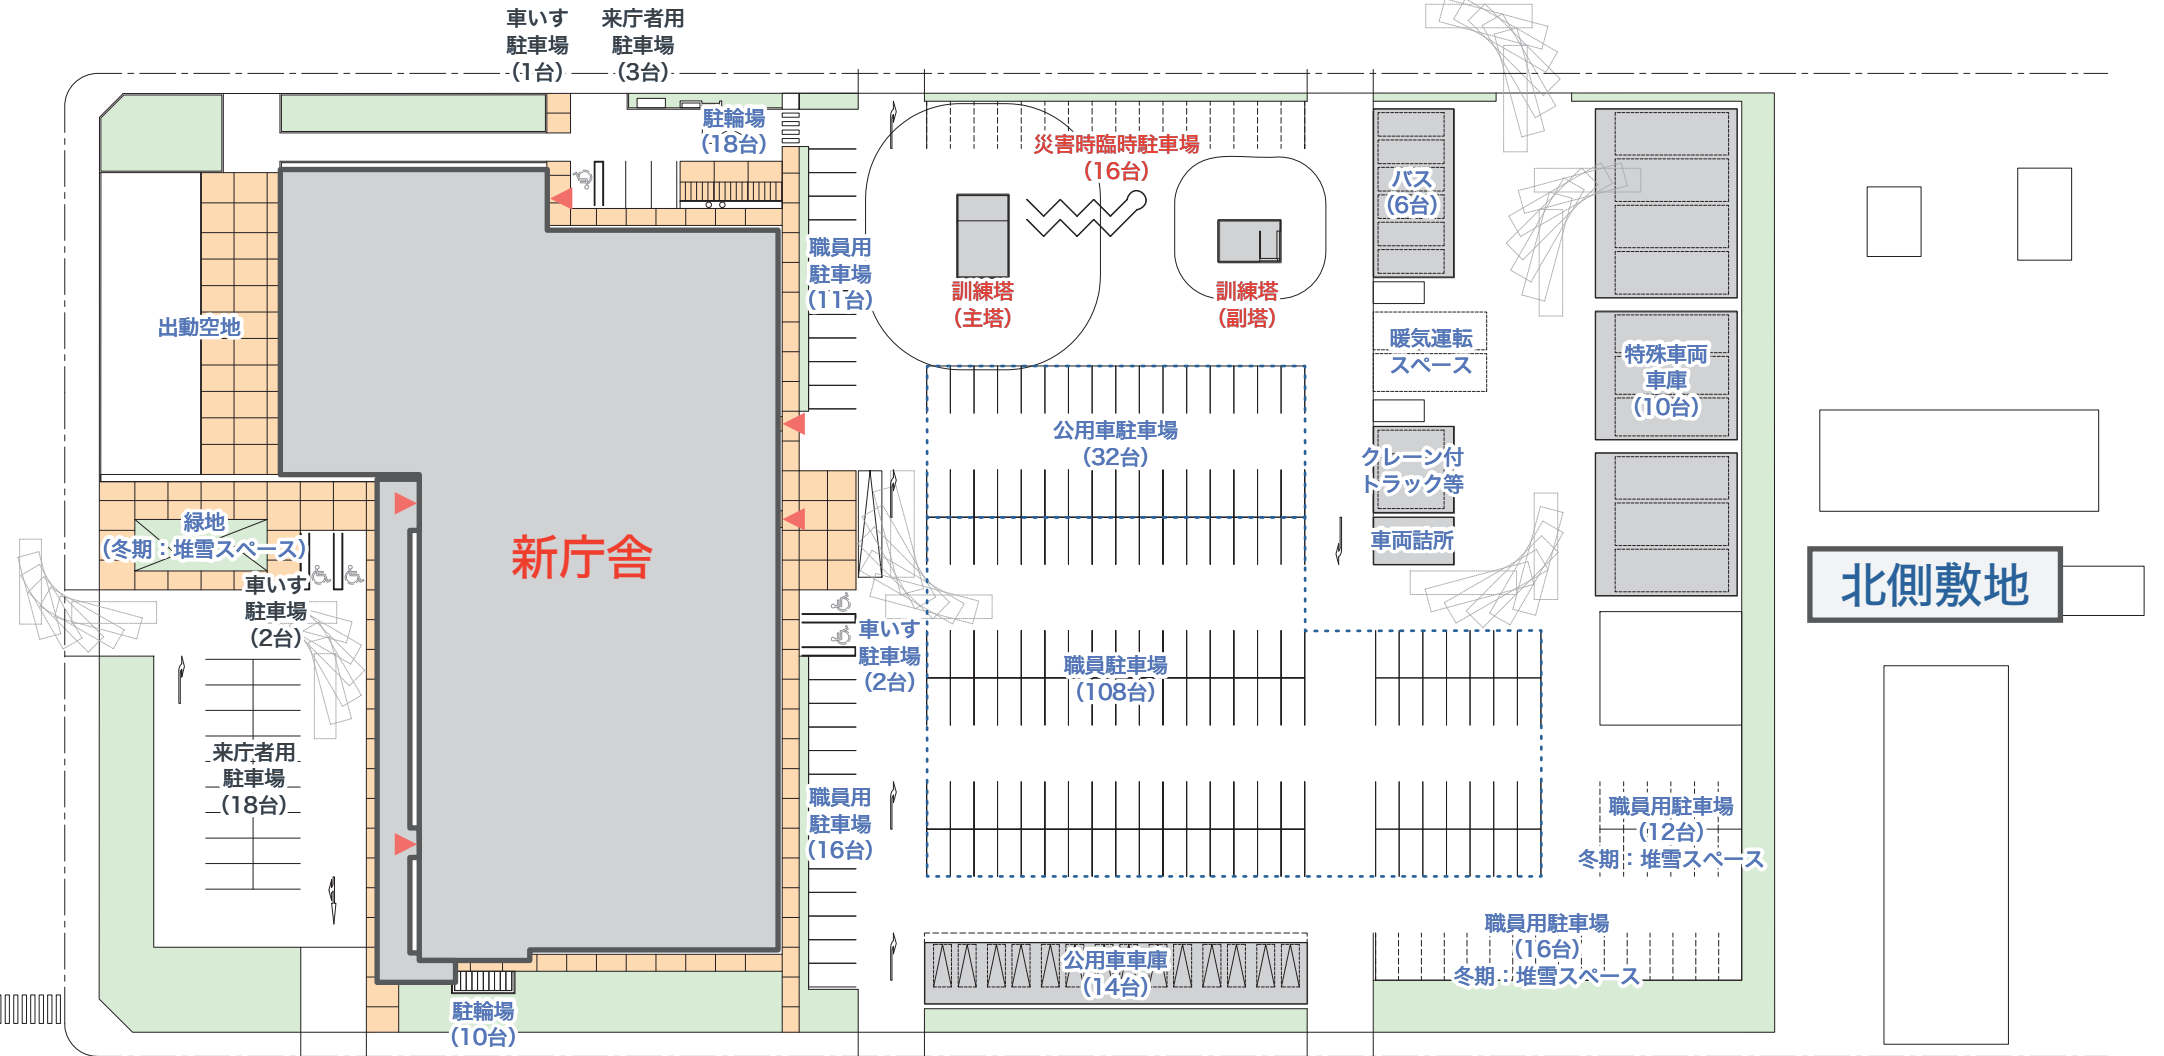 車いす
駐車場
（1台）
来庁者用
駐車場
（3台）
駐輪場
（18台）
災害時臨時駐車場
（16台）
バス
（6台）
職員用
駐車場
（11台）
訓練塔
（主塔）
訓練塔
（副塔）
出動空地
暖気運転
スペース
特殊車両
車庫
（10台）
公用車駐車場
（32台）
クレーン付
トラック等
車両詰所
緑地
（冬期：堆雪スペース）
新庁舎
北側敷地
車いす
駐車場
（2台）
車いす
駐車場
（2台）
職員駐車場
（108台）
来庁者用
駐車場
（18台）
職員用
駐車場
（16台）
職員用駐車場
（12台）
冬期：堆雪スペース
職員用駐車場
（16台）
冬期：堆雪スペース
公用車車庫
（14台）
駐輪場
（10台）